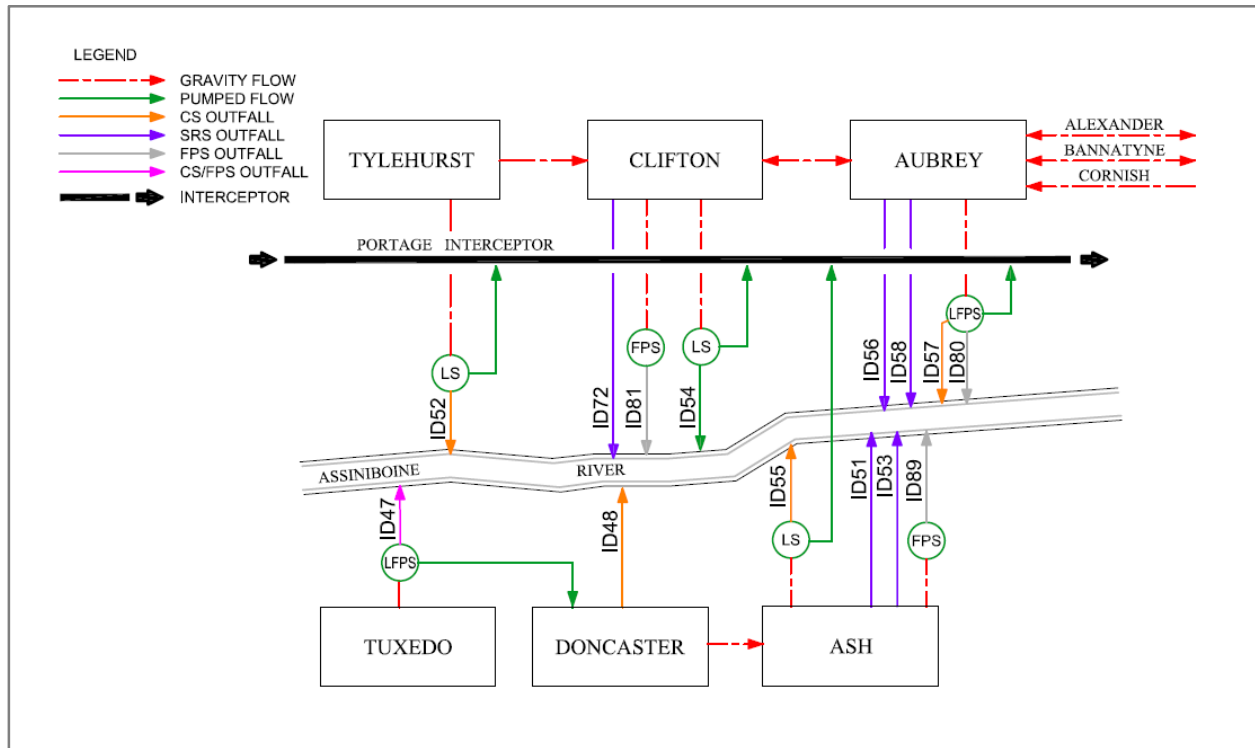 LEGEND
GRAVITY FLOW
PUMPED FLOW
CS OUTFALL
SRS OUTFALL
FPS OUTFALL
CS/FPS OUTFALL
INTERCEPTOR
TYLEHURST
CLIFTON
AUBREY
ALEXANDER
BANNATYNE
CORNISH
PORTAGE INTERCEPTOR
LS
FPS
LS
LFPS
ID52
ID72
ID81
ID54
ID56
ID58
ID57
ID80
ASSINIBOINE
RIVER
ID47
ID48
ID55
ID51
ID53
ID89
LFPS
LS
FPS
TUXEDO
DONCASTER
ASH